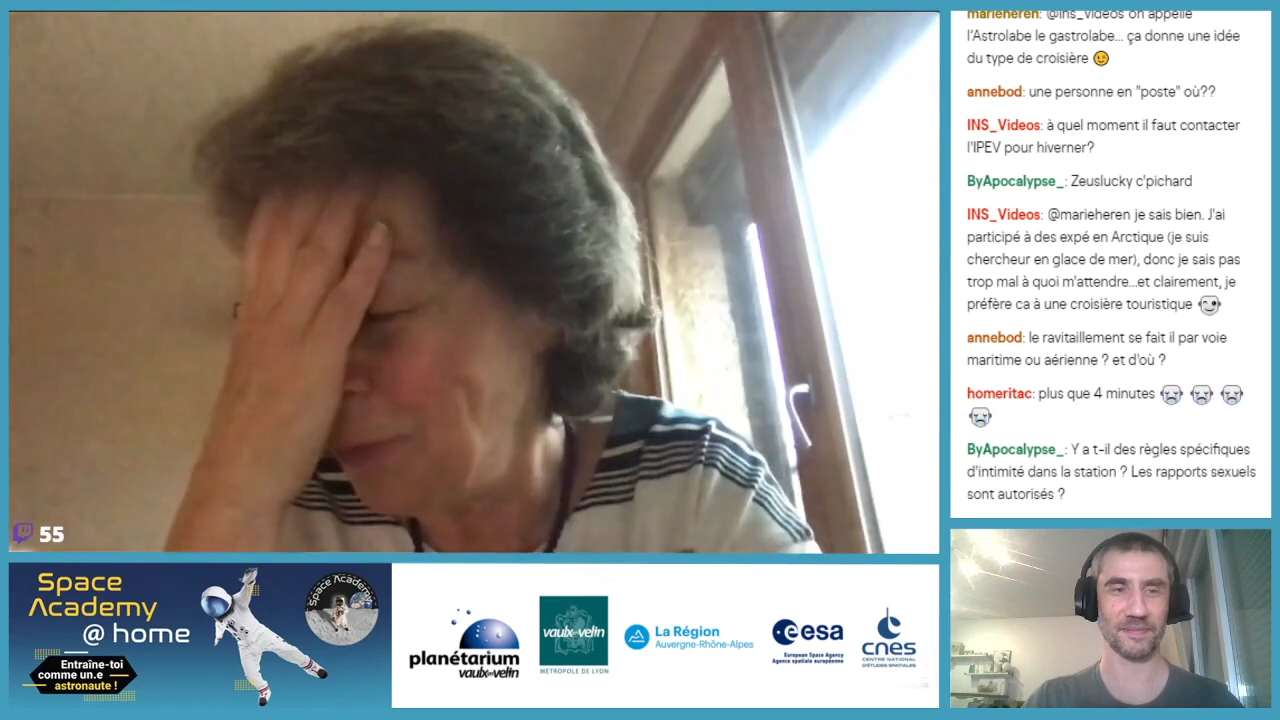 marieheren: @ins_videos on appelle
l'Astrolabe le gastrolabe... ça donne une idée
du type de croisière
annebod: une personne en "poste" où??
INS_Videos: à quel moment il faut contacter
l'IPEV pour hiverner?
ByApocalypse_: Zeuslucky c'pichard
INS_Videos: @marieheren je sais bien. J'ai
participé à des expé en Arctique (je suis
chercheur en glace de mer), donc je sais pas
trop mal à quoi m'attendre...et clairement, je
préfère ca à une croisière touristique
annebod: le ravitaillement se fait il par voie
maritime ou aérienne ? et d'où ?
homeritac: plus que 4 minutes
ByApocalypse_: Y a t-il des règles spécifiques
d'intimité dans la station ? Les rapports sexuels
sont autorisés ?
55
Space
Academy
@ home
Entraîne-toi
comme un.e
astronaute !
Space Academy
planétarium
vaulx-en-velin
vaulx-en-velin
MÉTROPOLE DE LYON
La Région
Auvergne-Rhône-Alpes
esa
European Space Agency
Agence spatiale européenne
cnes
CENTRE NATIONAL
D'ÉTUDES SPATIALES